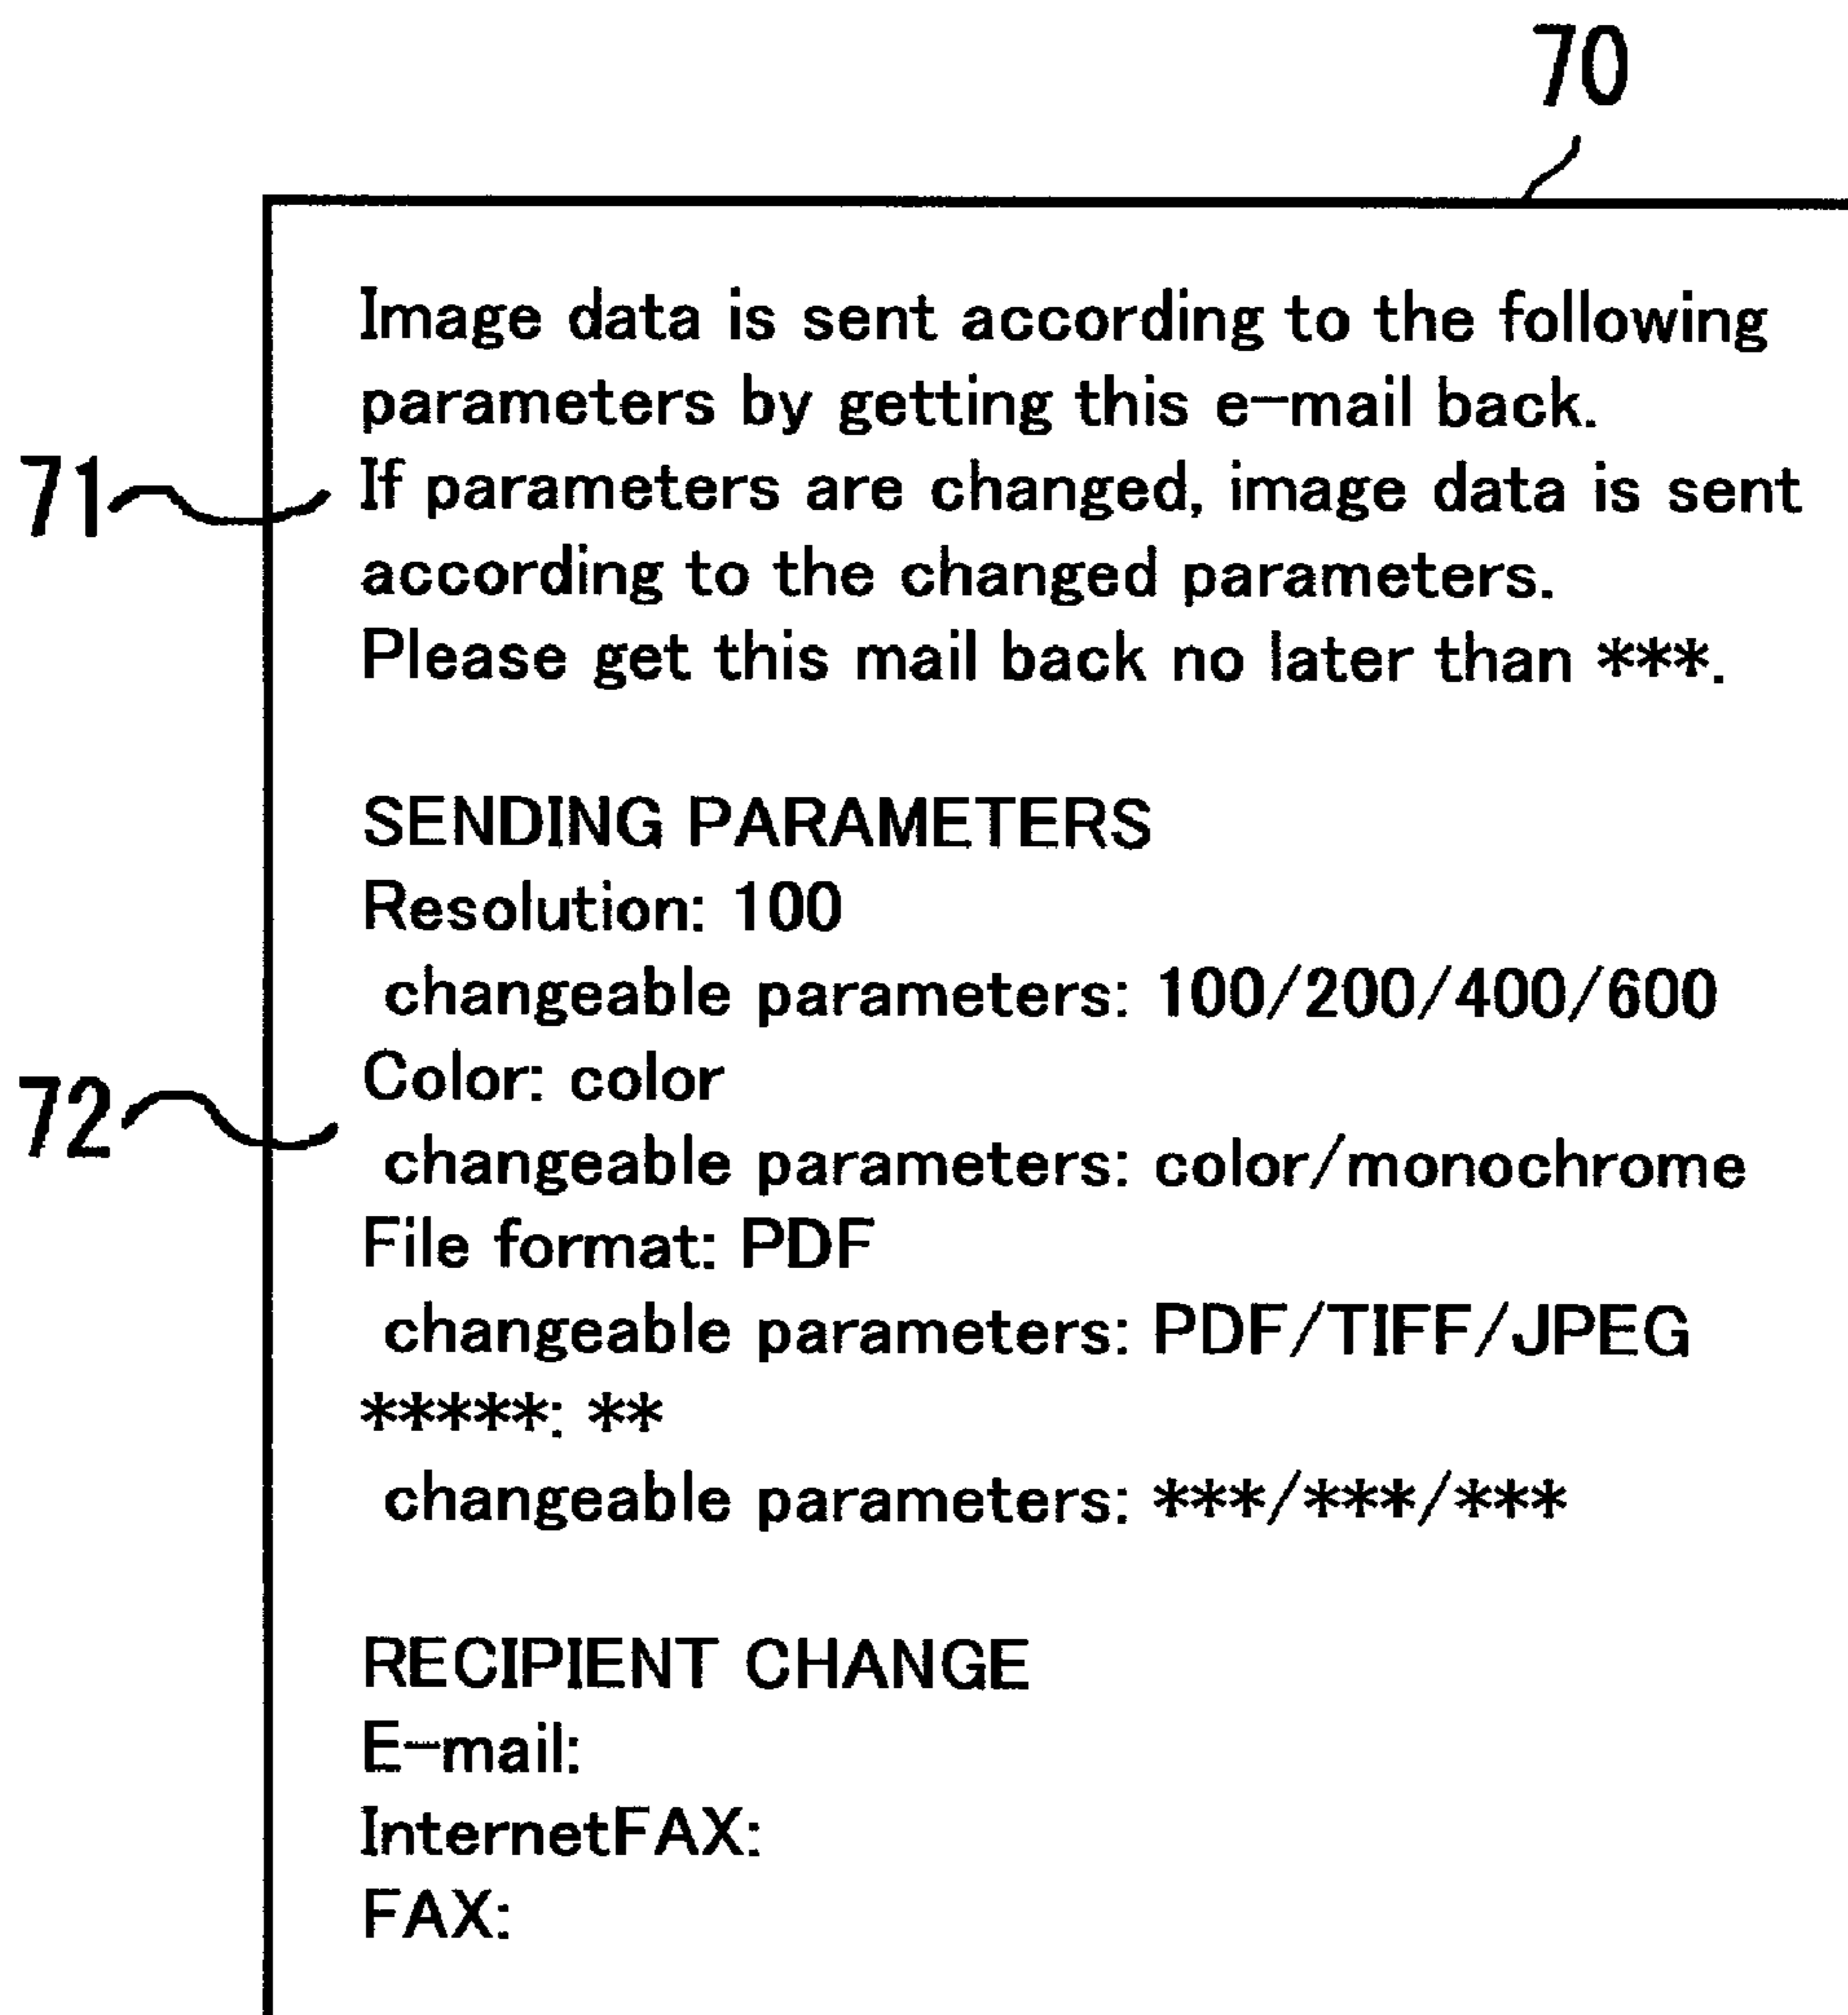 70
Image data is sent according to the following
parameters by getting this e-mail back.
71
If parameters are changed, image data is sent
according to the changed parameters.
Please get this mail back no later than ***.
SENDING PARAMETERS
Resolution: 100
changeable parameters: 100/200/400/600
Color: color
72
changeable parameters: color/monochrome
File format: PDF
changeable parameters: PDF/TIFF/JPEG
*****: **
changeable parameters: ***/***/***
RECIPIENT CHANGE
E-mail:
InternetFAX:
FAX: